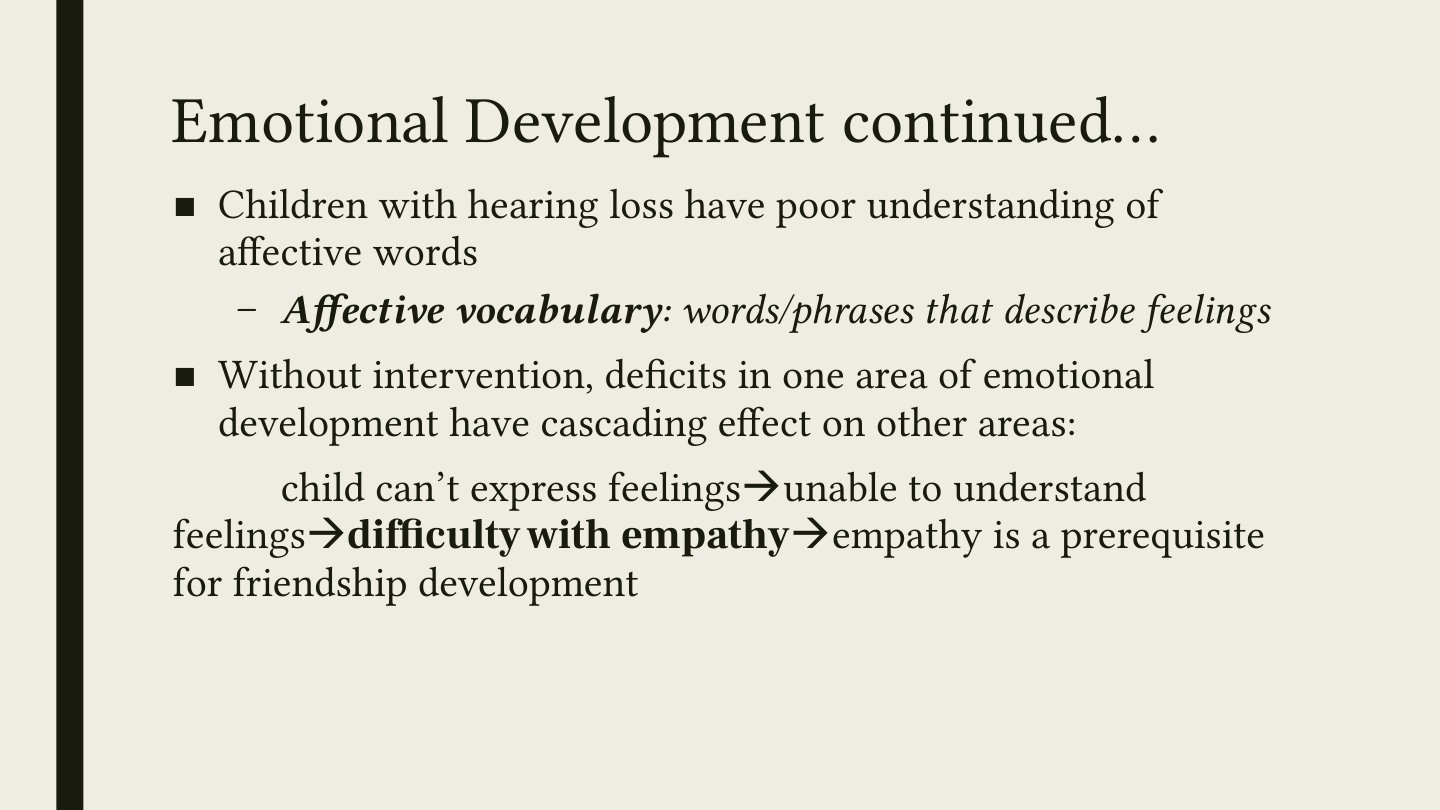 Emotional Development continued…
■ Children with hearing loss have poor understanding of
affective words
– Affective vocabulary: words/phrases that describe feelings
■ Without intervention, deficits in one area of emotional
development have cascading effect on other areas:
child can’t express feelings→unable to understand
feelings→difficulty with empathy→empathy is a prerequisite
for friendship development